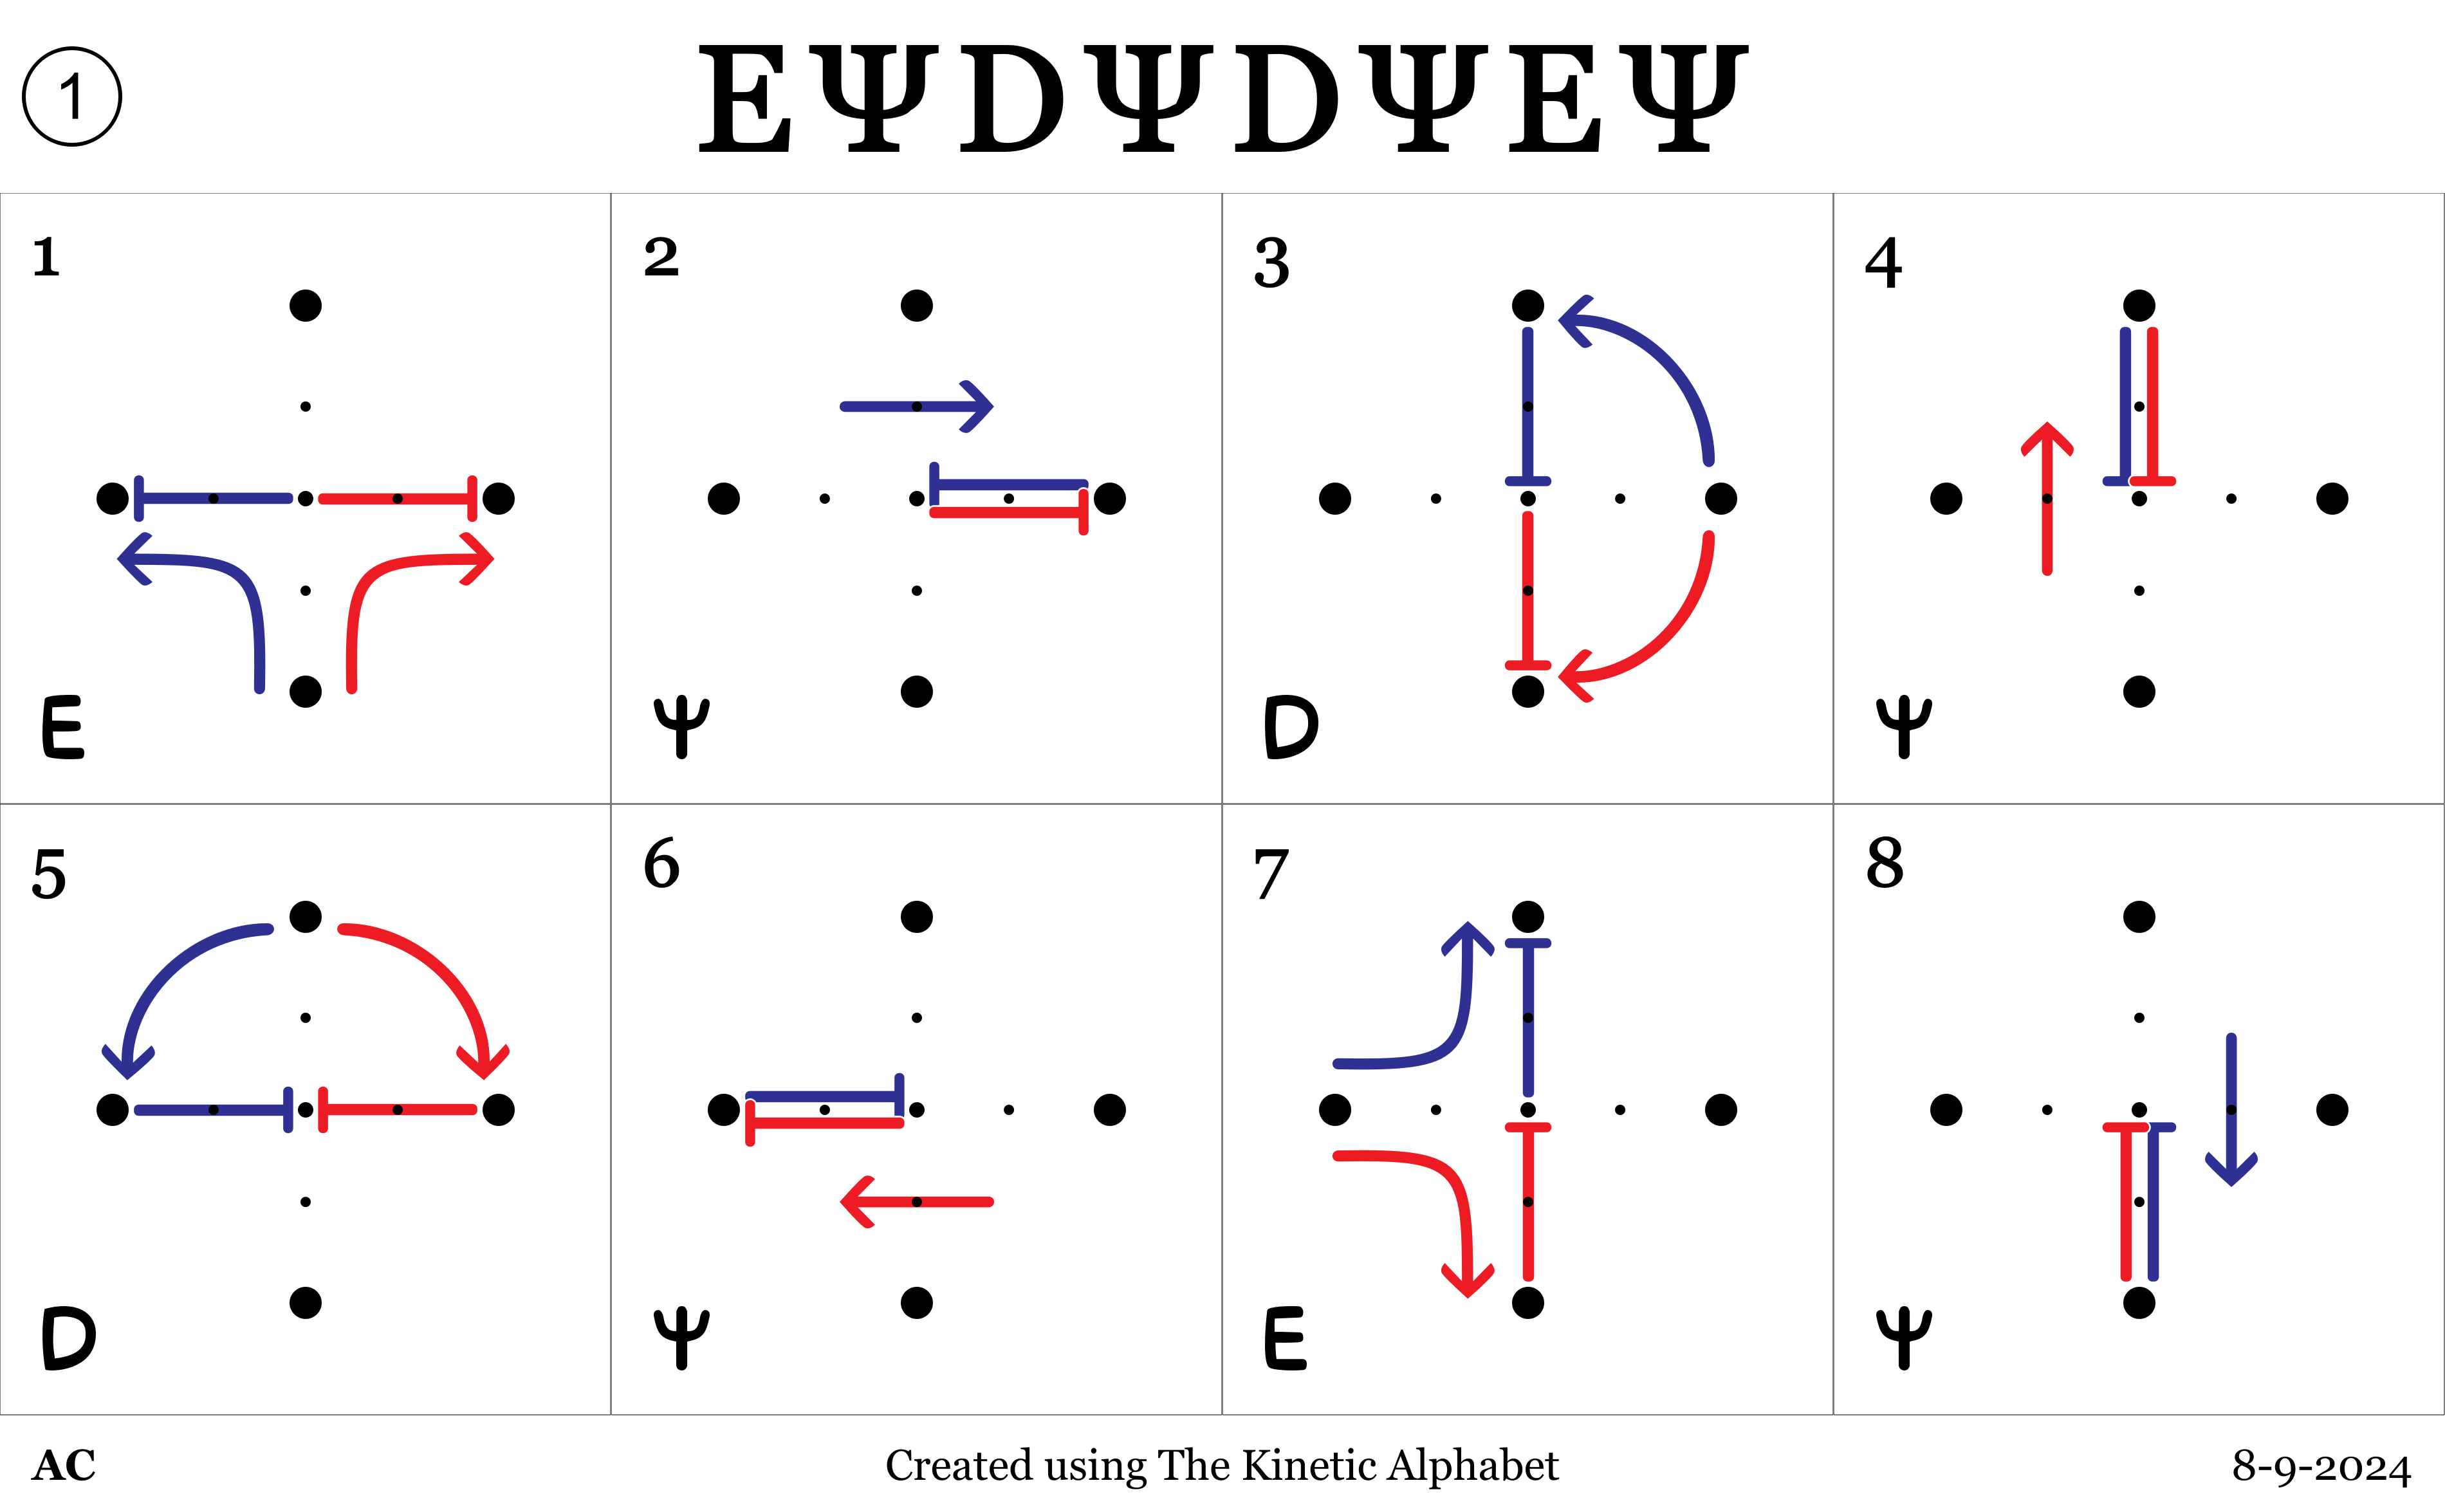 1
EΨDΨDΨEΨ
1
2
3
4
E
Ψ
D
Ψ
5
6
7
8
D
Ψ
E
Ψ
AC
Created using The Kinetic Alphabet
8-9-2024